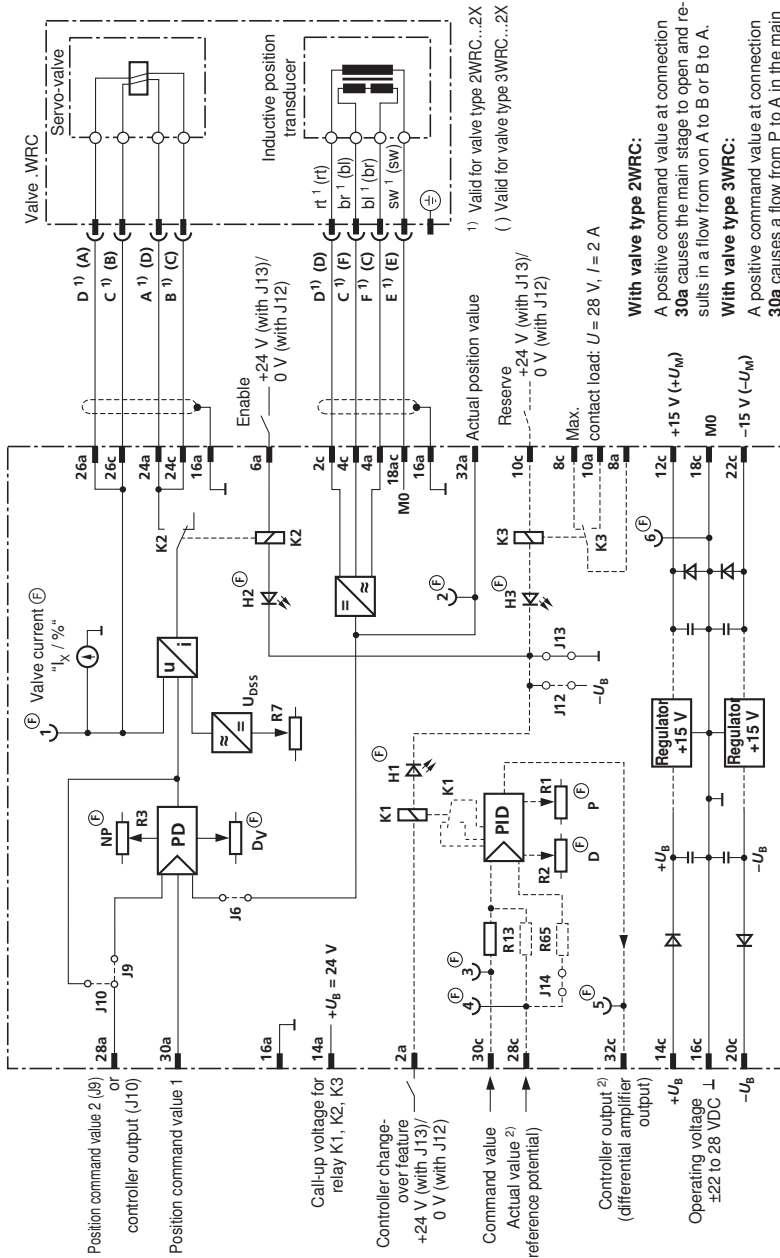 Position command value 2 (J9)
or
controller output (J10)
Position command value 1
Call-up voltage for
relay K1, K2, K3
Controller change-
over feature
+24 V (with J13)/
0 V (with J12)
Command value
Actual value 2)
reference potential)
Controller output 2)
(differential amplifier
output)
+UB
Operating voltage ⊥
±22 to 28 VDC
−UB
28a
30a
16a
14a
2a
30c
28c
32c
14c
16c
20c
+UB = 24 V
J10
J9
J6
Ⓕ
NP
R3
PD
DV Ⓕ
1 Ⓕ
Valve current Ⓕ
"IX / %"
u
i
UDSS
≈
=
R7
K2
H2 Ⓕ
K2
=
≈
2 Ⓕ
H1 Ⓕ
K1
K1
PID
R1
P Ⓕ
R2
D Ⓕ
R13
R65
J14
3 Ⓕ
4 Ⓕ
5 Ⓕ
J12
−UB
J13
H3 Ⓕ
K3
K3
+UB
−UB
Regulator
+15 V
Regulator
+15 V
6 Ⓕ
26a
26c
24a
24c
16a
6a
2c
4c
4a
18ac
M0
16a
32a
10c
8c
10a
8a
12c
18c
22c
Enable
+24 V (with J13)/
0 V (with J12)
Actual position value
Reserve
+24 V (with J13)/
0 V (with J12)
Max.
contact load: U = 28 V, I = 2 A
+15 V (+UM)
M0
−15 V (−UM)
D 1) (A)
C 1) (B)
A 1) (D)
B 1) (C)
D 1) (D)
C 1) (F)
F 1) (C)
E 1) (E)
Valve .WRC
Servo-valve
Inductive position
transducer
rt 1 (rt)
br 1 (bl)
bl 1 (br)
sw 1 (sw)
1) Valid for valve type 2WRC...2X
( ) Valid for valve type 3WRC...2X
With valve type 2WRC:
A positive command value at connection
30a causes the main stage to open and re-
sults in a flow from von A to B or B to A.
With valve type 3WRC:
A positive command value at connection
30a causes a flow from P to A in the main